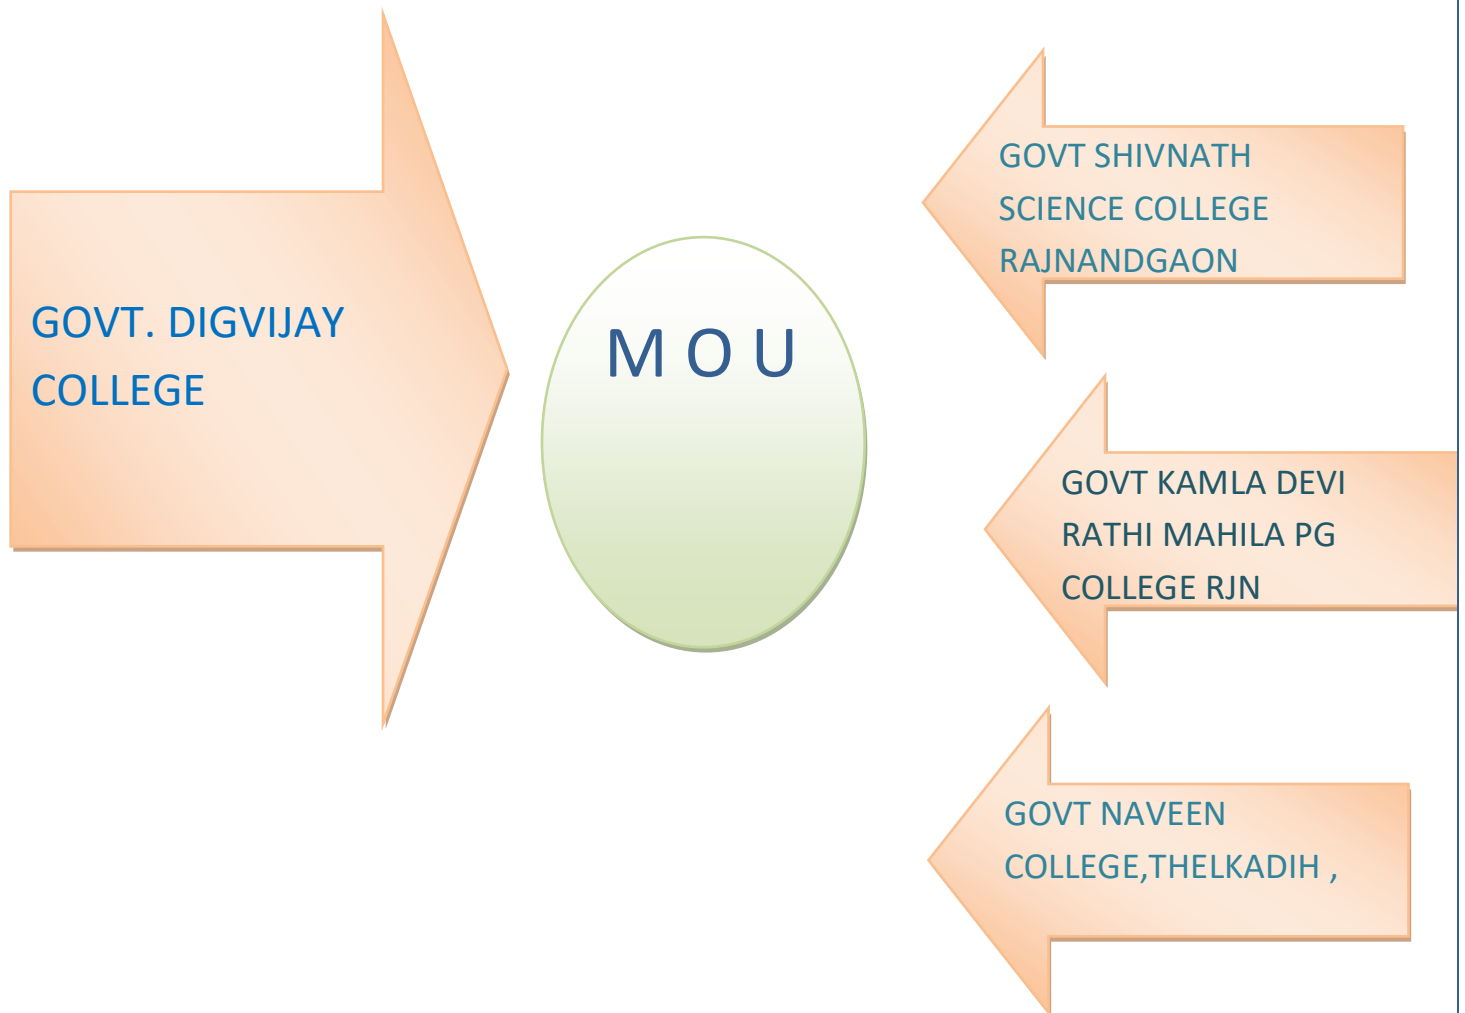 GOVT. DIGVIJAY
COLLEGE
M O U
GOVT SHIVNATH
SCIENCE COLLEGE
RAJNANDGAON
GOVT KAMLA DEVI
RATHI MAHILA PG
COLLEGE RJN
GOVT NAVEEN
COLLEGE,THELKADIH ,